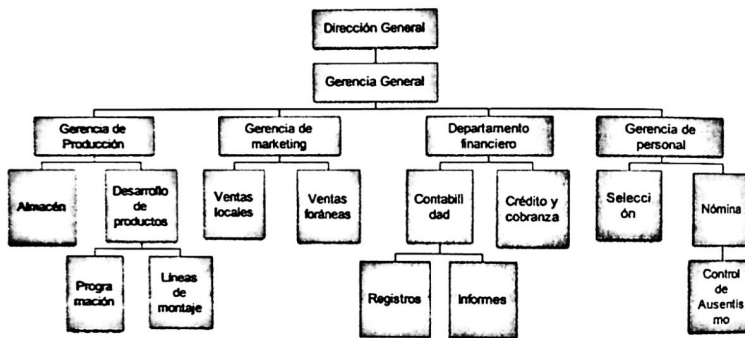 Dirección General
Gerencia General
Gerencia de
Producción
Gerencia de
marketing
Departamento
financiero
Gerencia de
personal
Almacén
Desarrollo
de
productos
Ventas
locales
Ventas
foráneas
Contabili
dad
Crédito y
cobranza
Selecci
ón
Nómina
Progra
mación
Líneas
de
montaje
Registros
Informes
Control
de
Ausentis
mo